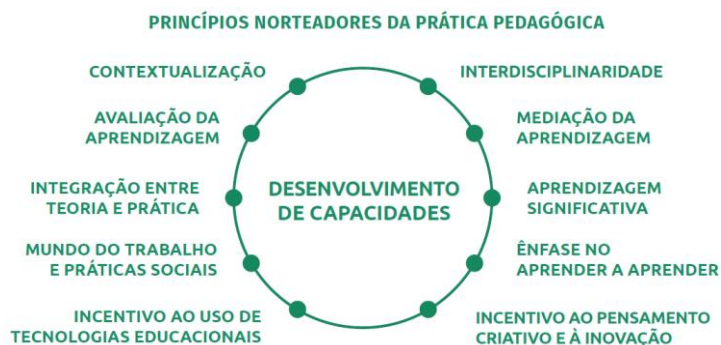 PRINCÍPIOS NORTEADORES DA PRÁTICA PEDAGÓGICA
CONTEXTUALIZAÇÃO
INTERDISCIPLINARIDADE
AVALIAÇÃO DA
APRENDIZAGEM
MEDIAÇÃO DA
APRENDIZAGEM
INTEGRAÇÃO ENTRE
TEORIA E PRÁTICA
DESENVOLVIMENTO
DE CAPACIDADES
APRENDIZAGEM
SIGNIFICATIVA
MUNDO DO TRABALHO
E PRÁTICAS SOCIAIS
ÊNFASE NO
APRENDER A APRENDER
INCENTIVO AO USO DE
TECNOLOGIAS EDUCACIONAIS
INCENTIVO AO PENSAMENTO
CRIATIVO E À INOVAÇÃO